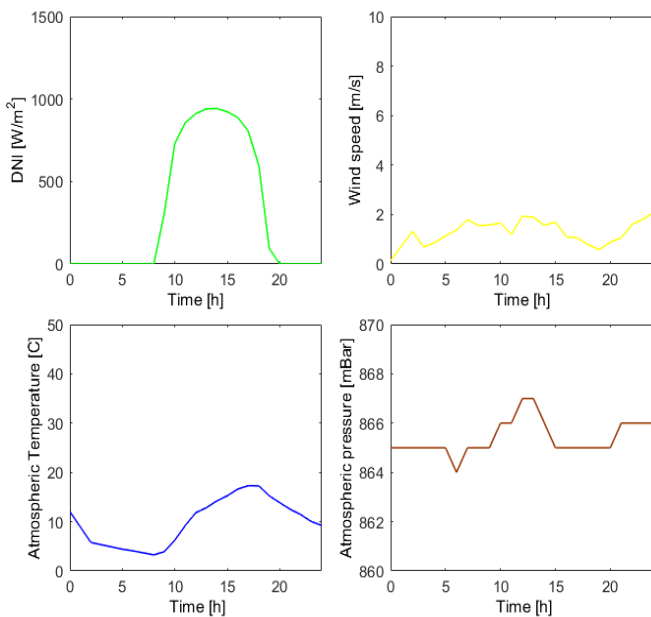 1500
1000
500
0
DNI [W/m²]
0 5 10 15 20
Time [h]
10
8
6
4
2
0
Wind speed [m/s]
0 5 10 15 20
Time [h]
50
40
30
20
10
0
Atmospheric Temperature [C]
0 5 10 15 20
Time [h]
870
868
866
864
862
860
Atmospheric pressure [mBar]
0 5 10 15 20
Time [h]